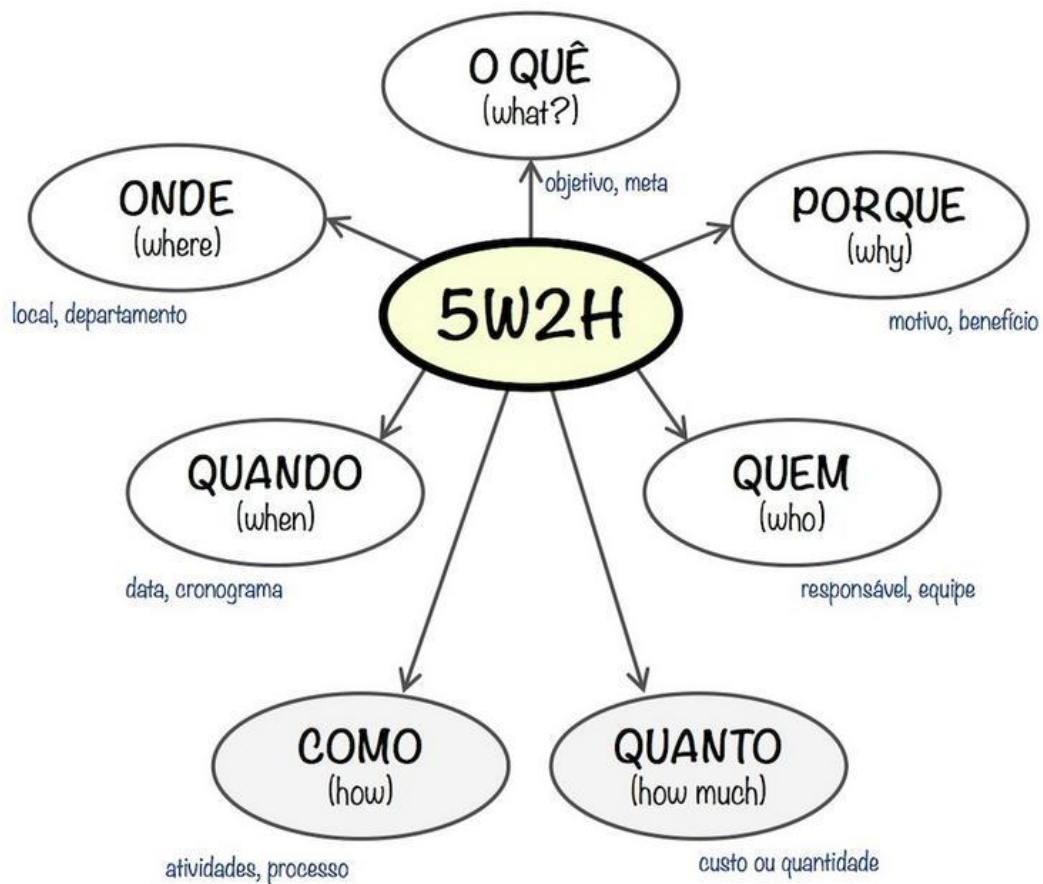 O QUÊ
(what?)
objetivo, meta
ONDE
(where)
local, departamento
PORQUE
(why)
motivo, benefício
5W2H
QUANDO
(when)
data, cronograma
QUEM
(who)
responsável, equipe
COMO
(how)
atividades, processo
QUANTO
(how much)
custo ou quantidade